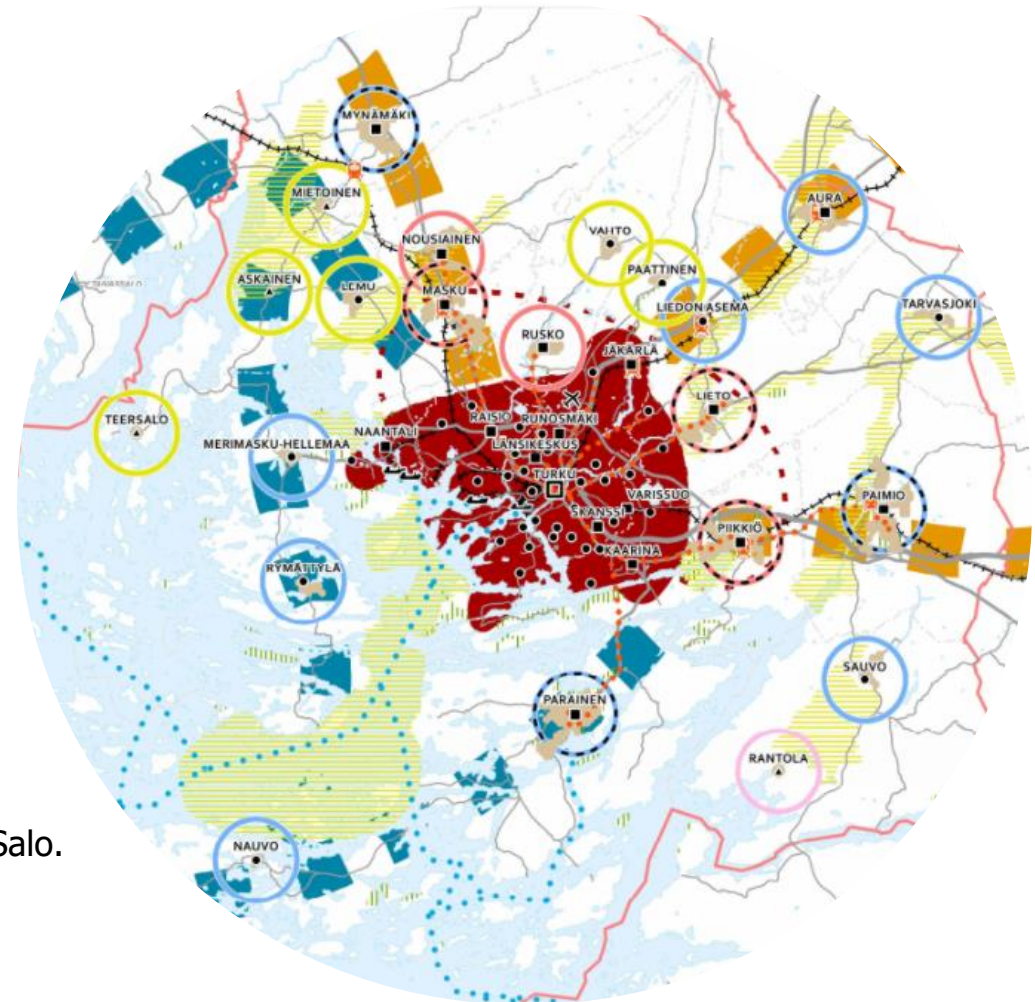 MYNÄMÄKI
MIETOINEN
AURA
NOUSIAINEN
VAHTO
PAATTINEN
ASKAINEN
LEMU
MASKU
LIEDON ASEMA
TARVASJOKI
RUSKO
JÄKÄRLÄ
LIETO
TEERSALO
RAISIO
RUNOSMÄKI
NAANTALI
MERIMASKU-HELLEMAA
LÄNSIKESKUS
TURKU
VARISSUO
PAIMIO
SKANSSI
PIIKKIÖ
KAARINA
RYMÄTTYLÄ
SAUVO
PARAINEN
RANTOLA
Salo.
NAUVO